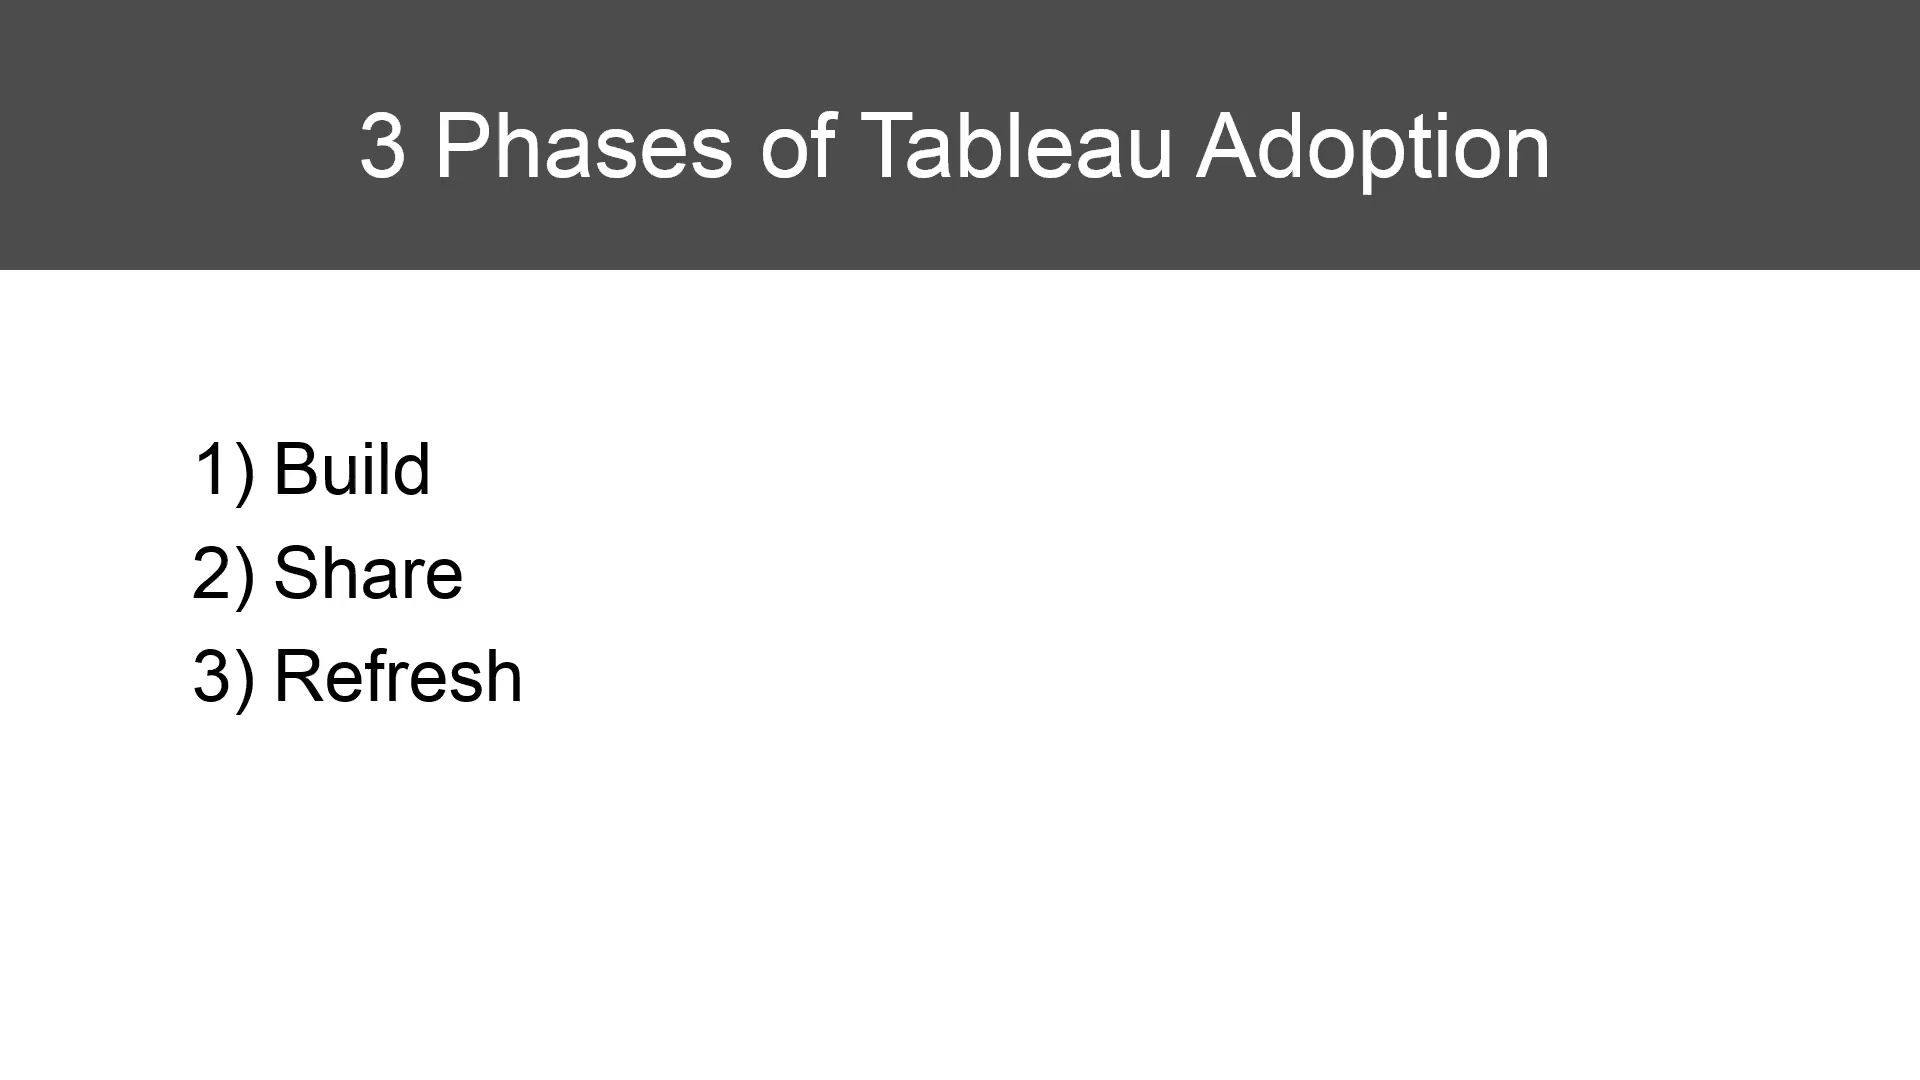 3 Phases of Tableau Adoption
1) Build
2) Share
3) Refresh